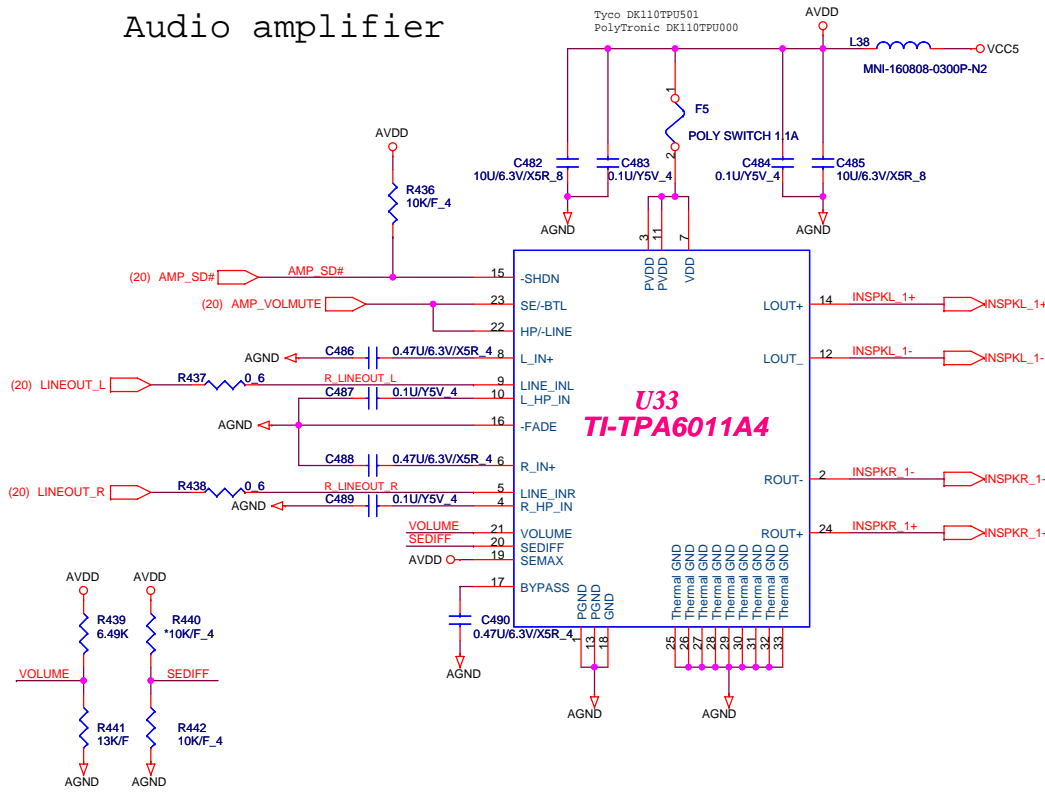 Audio amplifier
Tyco DK110TPU501
PolyTronic DK110TPU000
AVDD
L38
VCC5
MNI-160808-0300P-N2
1
F5
POLY SWITCH 1.1A
2
C482
10U/6.3V/X5R_8
C483
0.1U/Y5V_4
C484
0.1U/Y5V_4
C485
10U/6.3V/X5R_8
AGND
AGND
AVDD
R436
10K/F_4
3
11
7
PVDD
PVDD
VDD
(20) AMP_SD#
AMP_SD#
15
-SHDN
(20) AMP_VOLMUTE
23
SE/-BTL
22
HP/-LINE
AGND
C486
0.47U/6.3V/X5R_4
8
L_IN+
(20) LINEOUT_L
R437
0_6
R_LINEOUT_L
9
LINE_INL
C487
0.1U/Y5V_4
10
L_HP_IN
AGND
16
-FADE
C488
0.47U/6.3V/X5R_4
6
R_IN+
(20) LINEOUT_R
R438
0_6
R_LINEOUT_R
5
LINE_INR
AGND
C489
0.1U/Y5V_4
4
R_HP_IN
VOLUME
21
VOLUME
SEDIFF
20
SEDIFF
AVDD
19
SEMAX
17
BYPASS
C490
0.47U/6.3V/X5R_4
AGND
U33
TI-TPA6011A4
LOUT+
14
INSPKL_1+
INSPKL_1+
LOUT_
12
INSPKL_1-
INSPKL_1-
ROUT-
2
INSPKR_1-
INSPKR_1-
ROUT+
24
INSPKR_1+
INSPKR_1+
PGND
PGND
GND
1
13
18
AGND
Thermal GND
Thermal GND
Thermal GND
Thermal GND
Thermal GND
Thermal GND
Thermal GND
Thermal GND
Thermal GND
25
26
27
28
29
30
31
32
33
AGND
AVDD
AVDD
R439
6.49K
R440
*10K/F_4
VOLUME
SEDIFF
R441
13K/F
R442
10K/F_4
AGND
AGND